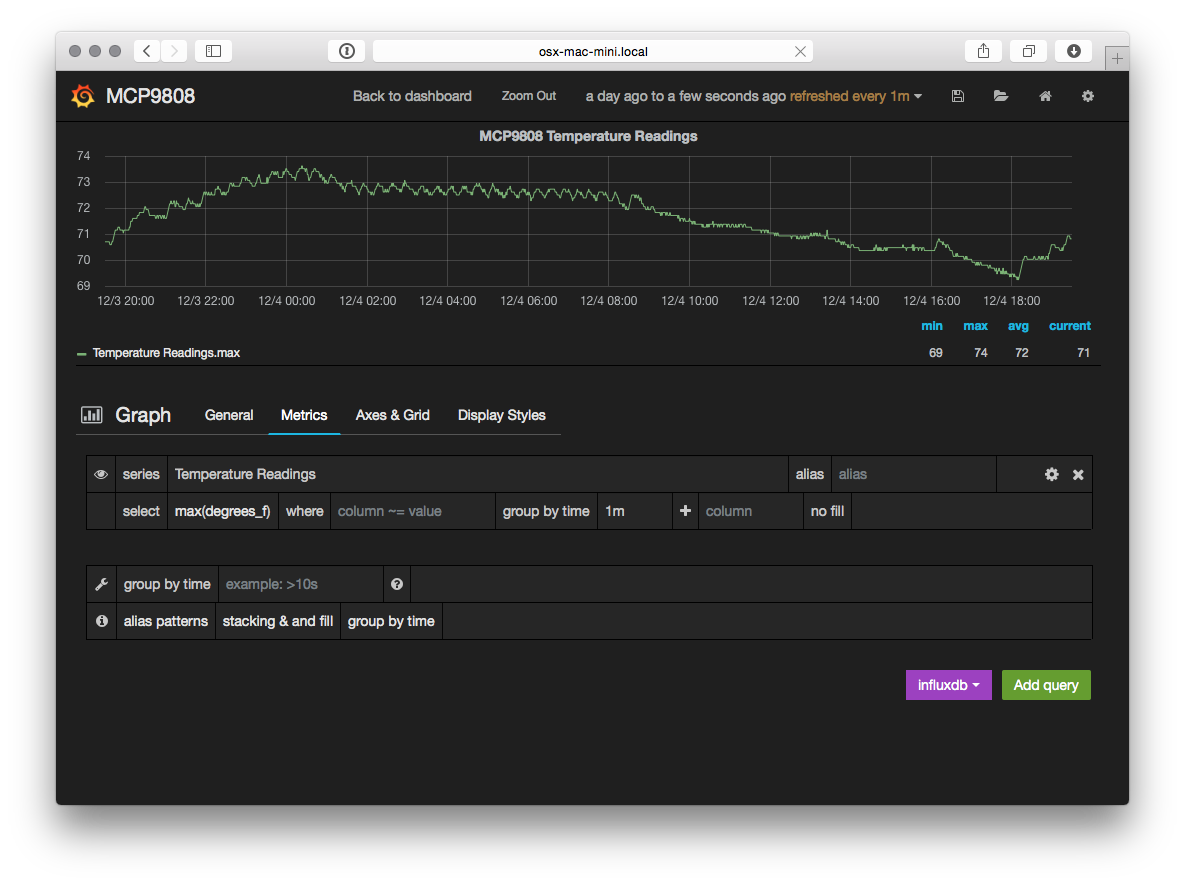 osx-mac-mini.local
MCP9808 Back to dashboard Zoom Out a day ago to a few seconds ago refreshed every 1m
MCP9808 Temperature Readings
74
73
72
71
70
69
12/3 20:00 12/3 22:00 12/4 00:00 12/4 02:00 12/4 04:00 12/4 06:00 12/4 08:00 12/4 10:00 12/4 12:00 12/4 14:00 12/4 16:00 12/4 18:00
min max avg current
Temperature Readings.max 69 74 72 71
Graph General Metrics Axes & Grid Display Styles
series Temperature Readings alias alias
select max(degrees_f) where column ~= value group by time 1m + column no fill
group by time example: >10s
alias patterns stacking & and fill group by time
influxdb Add query